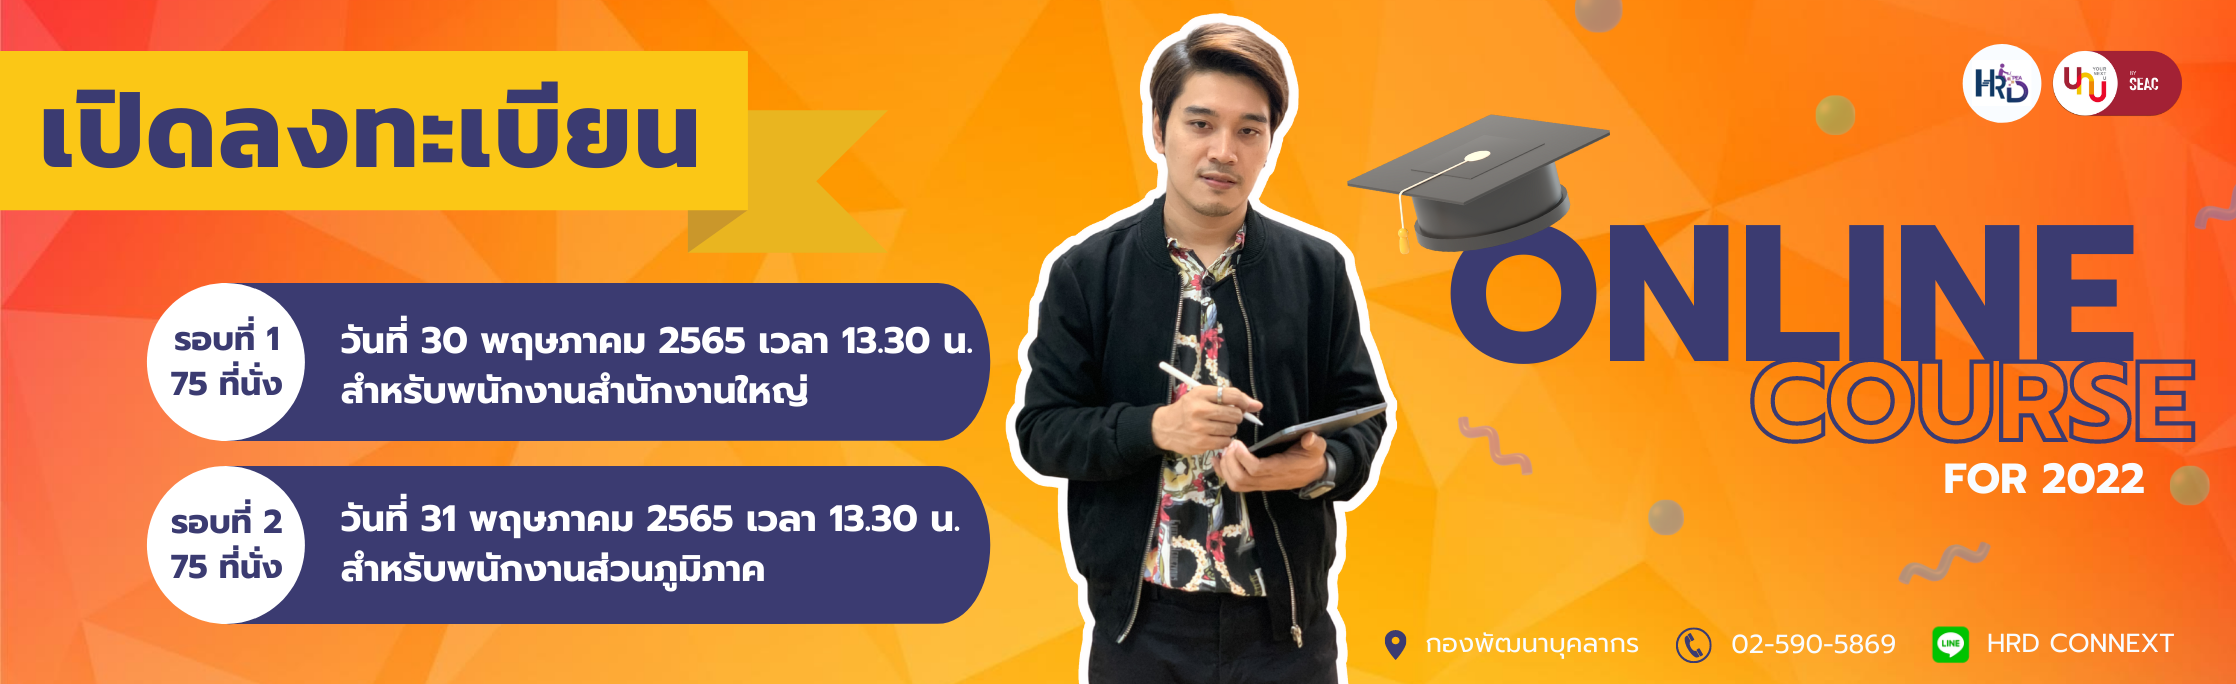 เปิดลงทะเบียน
รอบที่ 1
75 ที่นั่ง
วันที่ 30 พฤษภาคม 2565 เวลา 13.30 น.
สำหรับพนักงานสำนักงานใหญ่
รอบที่ 2
75 ที่นั่ง
วันที่ 31 พฤษภาคม 2565 เวลา 13.30 น.
สำหรับพนักงานส่วนภูมิภาค
HRD
PEA
UNU
YOUR
NEXT
U
BY
SEAC
ONLINE
COURSE
FOR 2022
กองพัฒนาบุคลากร
02-590-5869
LINE
HRD CONNEXT